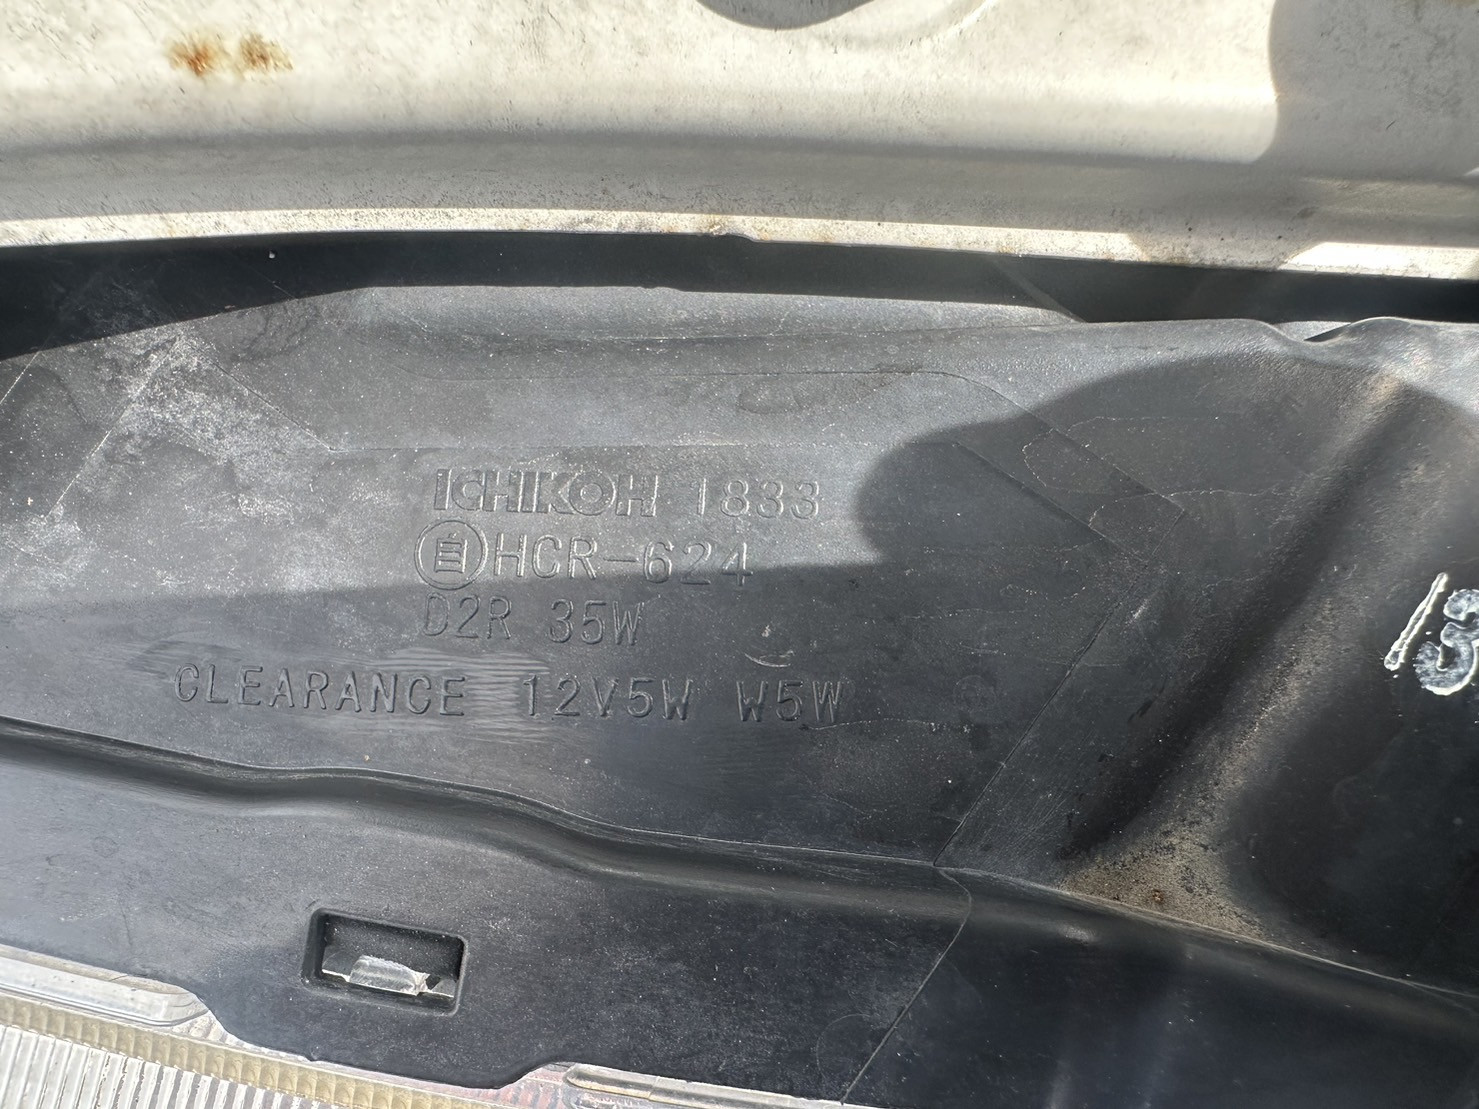 ICHIKOH 1833
自 HCR-624
D2R 35W
CLEARANCE 12V5W W5W